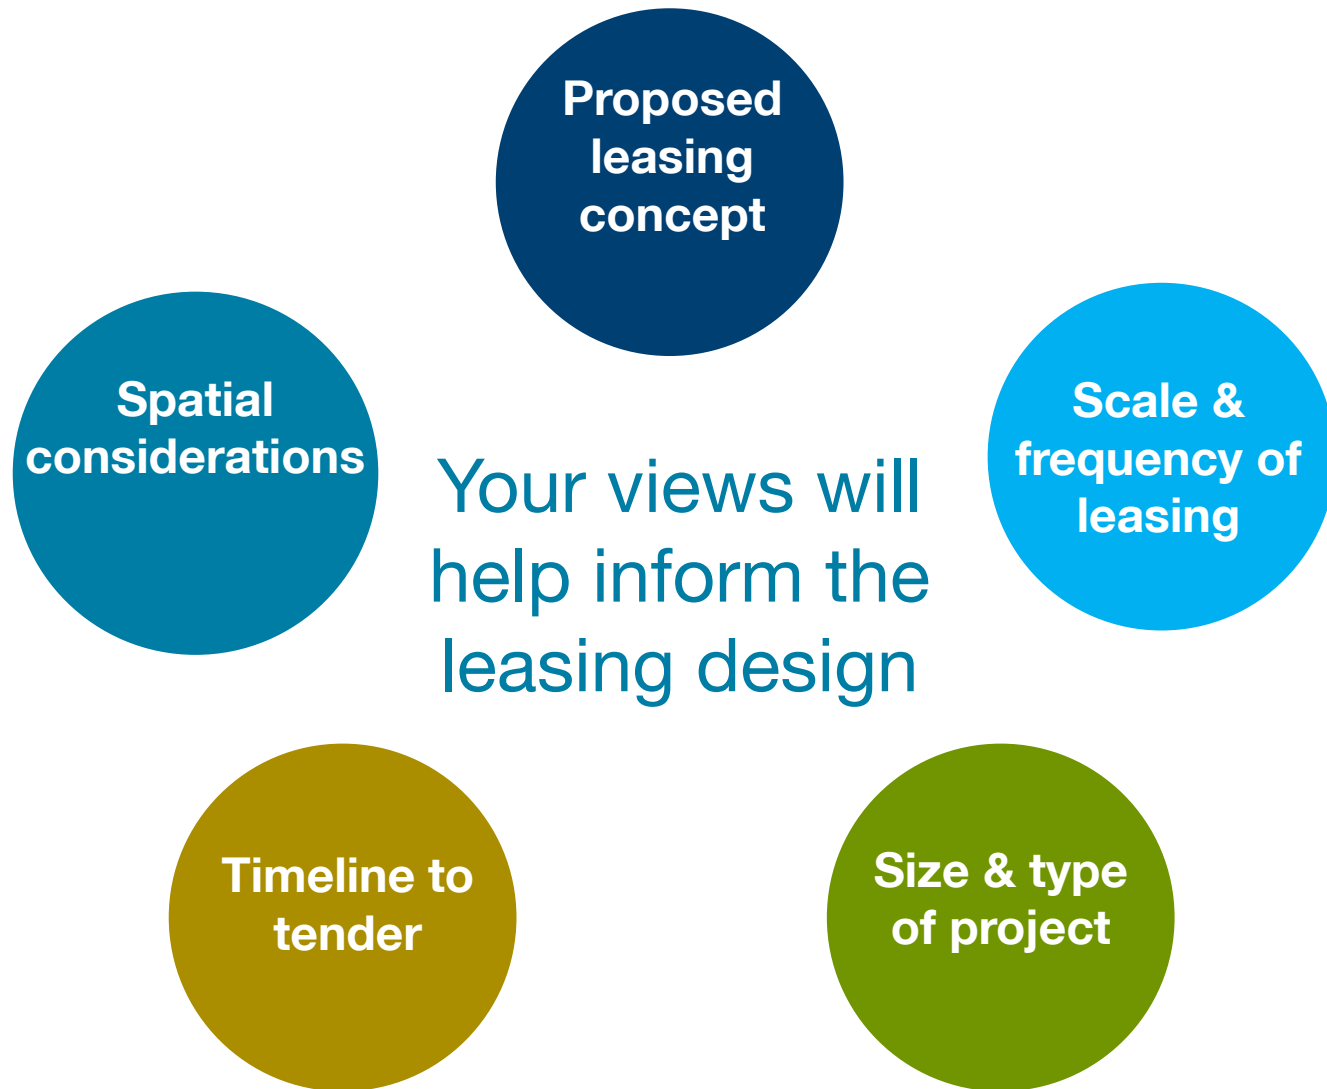 Proposed
leasing
concept
Spatial
considerations
Scale &
frequency of
leasing
Your views will
help inform the
leasing design
Timeline to
tender
Size & type
of project